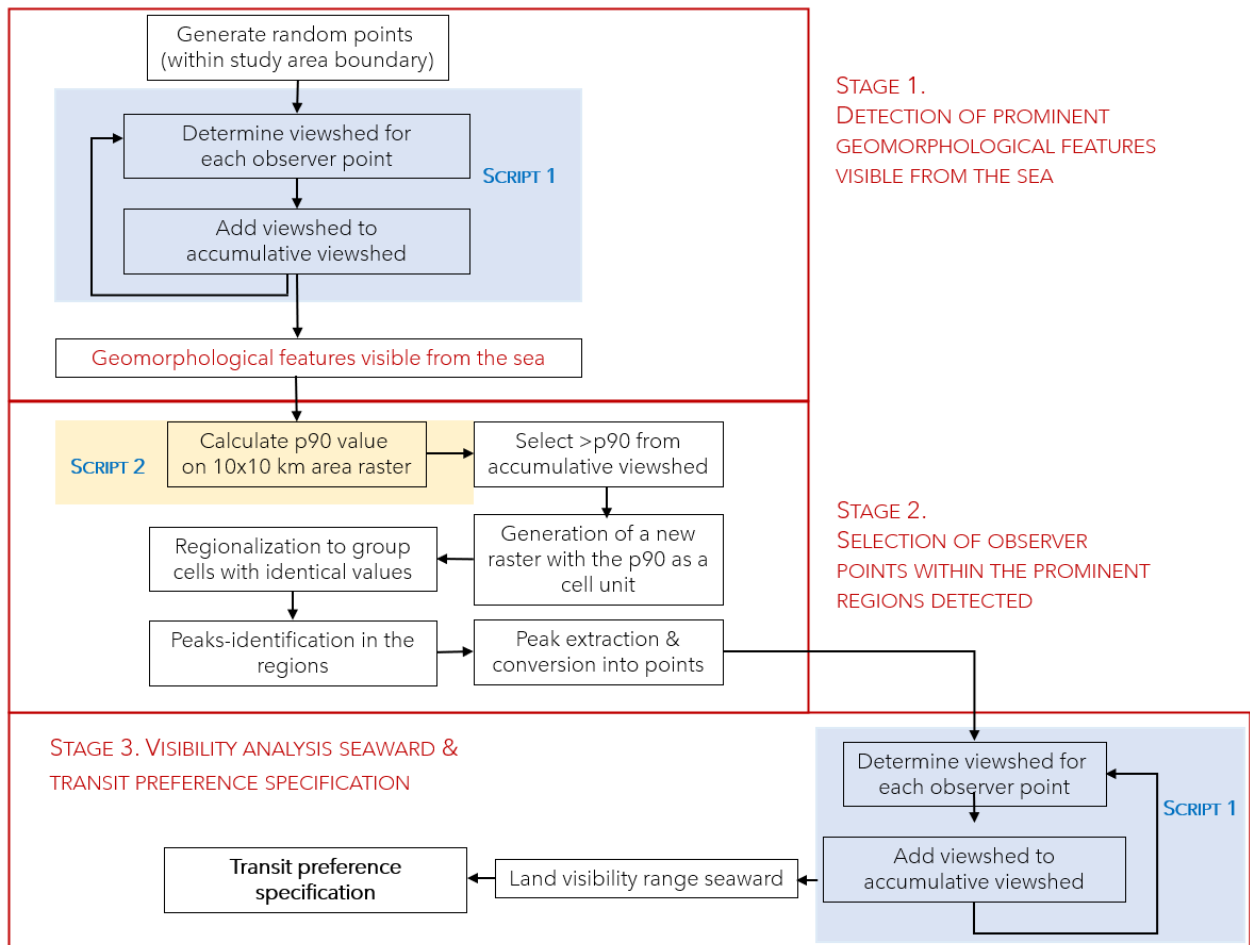 Generate random points
(within study area boundary)
Determine viewshed for
each observer point
SCRIPT 1
Add viewshed to
accumulative viewshed
Geomorphological features visible from the sea
STAGE 1.
DETECTION OF PROMINENT
GEOMORPHOLOGICAL FEATURES
VISIBLE FROM THE SEA
SCRIPT 2
Calculate p90 value
on 10x10 km area raster
Select >p90 from
accumulative viewshed
Generation of a new
raster with the p90 as a
cell unit
Regionalization to group
cells with identical values
Peaks-identification in the
regions
Peak extraction &
conversion into points
STAGE 2.
SELECTION OF OBSERVER
POINTS WITHIN THE PROMINENT
REGIONS DETECTED
STAGE 3. VISIBILITY ANALYSIS SEAWARD &
TRANSIT PREFERENCE SPECIFICATION
Determine viewshed for
each observer point
SCRIPT 1
Add viewshed to
accumulative viewshed
Land visibility range seaward
Transit preference
specification